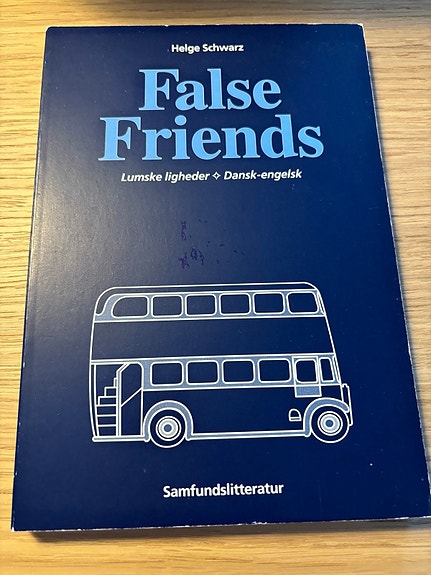 Helge Schwarz
False
Friends
Lumske ligheder ✧ Dansk-engelsk
Samfundslitteratur